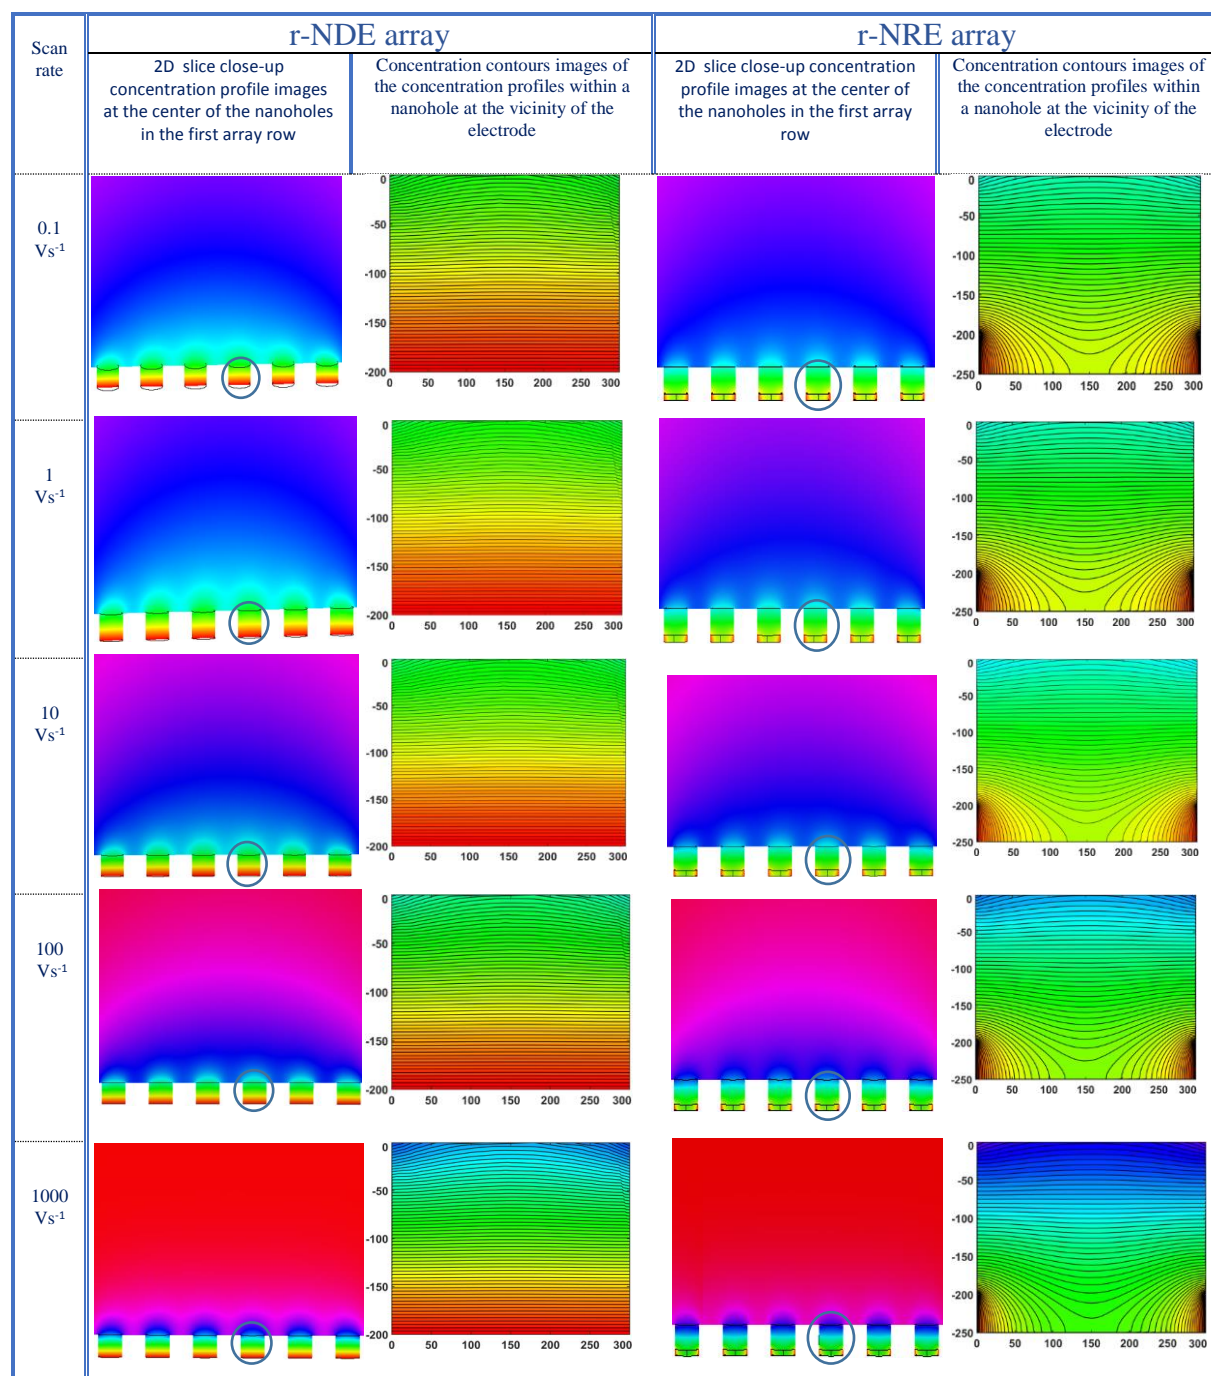 Scan
rate
r-NDE array
r-NRE array
2D slice close-up
concentration profile images
at the center of the nanoholes
in the first array row
Concentration contours images of
the concentration profiles within a
nanohole at the vicinity of the
electrode
2D slice close-up concentration
profile images at the center of
the nanoholes in the first array
row
Concentration contours images of
the concentration profiles within
a nanohole at the vicinity of the
electrode
0.1
Vs⁻¹
0
-50
-100
-150
-200
0 50 100 150 200 250 300
0
-50
-100
-150
-200
-250
0 50 100 150 200 250 300
1
Vs⁻¹
0
-50
-100
-150
-200
0 50 100 150 200 250 300
0
-50
-100
-150
-200
-250
0 50 100 150 200 250 300
10
Vs⁻¹
0
-50
-100
-150
-200
0 50 100 150 200 250 300
0
-50
-100
-150
-200
-250
0 50 100 150 200 250 300
100
Vs⁻¹
0
-50
-100
-150
-200
0 50 100 150 200 250 300
0
-50
-100
-150
-200
-250
0 50 100 150 200 250 300
1000
Vs⁻¹
0
-50
-100
-150
-200
0 50 100 150 200 250 300
0
-50
-100
-150
-200
-250
0 50 100 150 200 250 300